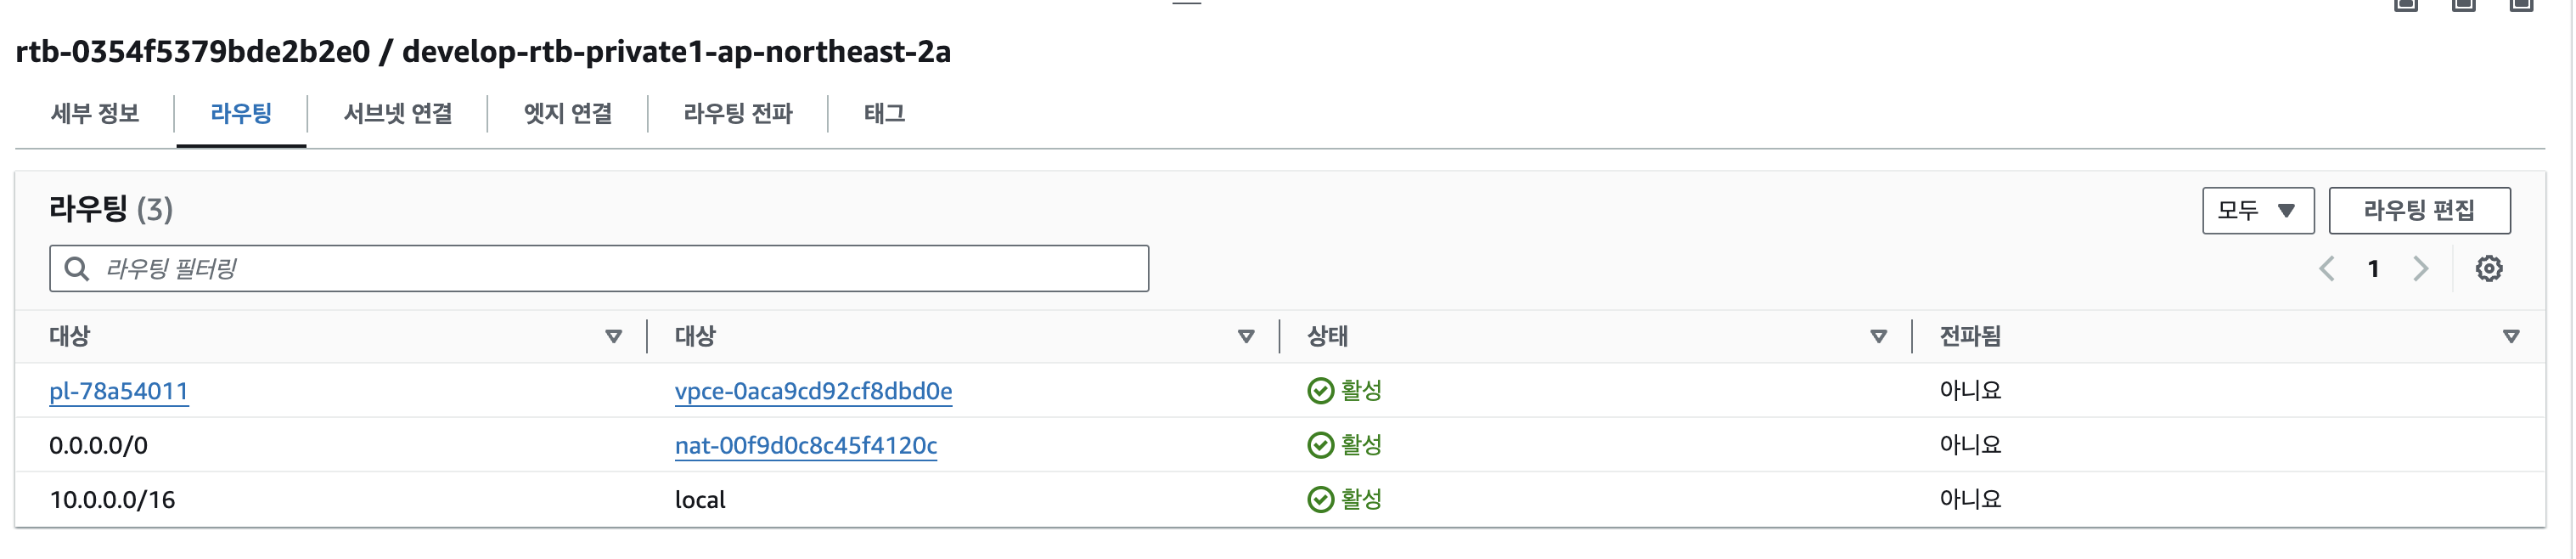 rtb-0354f5379bde2b2e0 / develop-rtb-private1-ap-northeast-2a
세부 정보 라우팅 서브넷 연결 엣지 연결 라우팅 전파 태그
라우팅 (3) 모두 라우팅 편집
라우팅 필터링 1
대상 대상 상태 전파됨
pl-78a54011 vpce-0aca9cd92cf8dbd0e 활성 아니요
0.0.0.0/0 nat-00f9d0c8c45f4120c 활성 아니요
10.0.0.0/16 local 활성 아니요